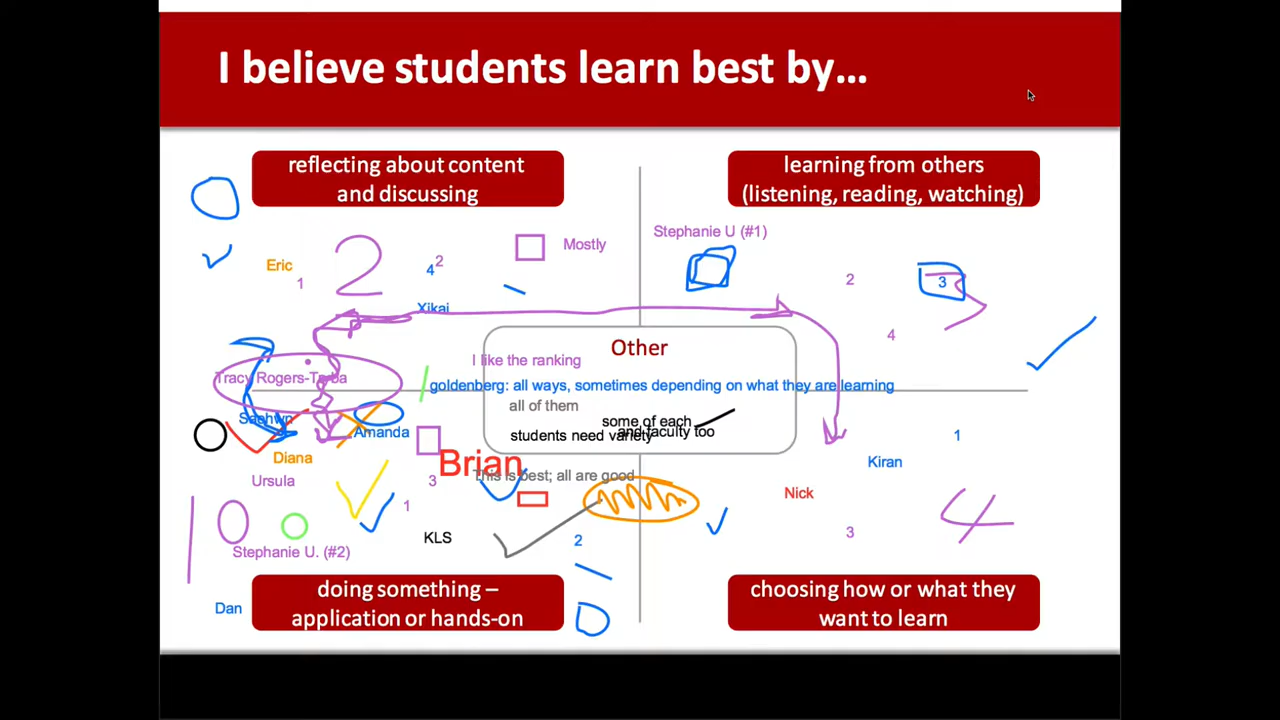 I believe students learn best by…
reflecting about content
and discussing
learning from others
(listening, reading, watching)
Stephanie U (#1)
Mostly
Eric
2
4
2
1
2
3
Xikai
4
Other
I like the ranking
Tracy Rogers-T
goldenberg: all ways, sometimes depending on what they are learning
all of them
some of each
and faculty too
students need variety
Amanda
1
Diana
Brian
Kiran
This is best; all are good
Ursula
3
Nick
1
10
4
KLS
2
3
Stephanie U. (#2)
Dan
doing something –
application or hands-on
choosing how or what they
want to learn